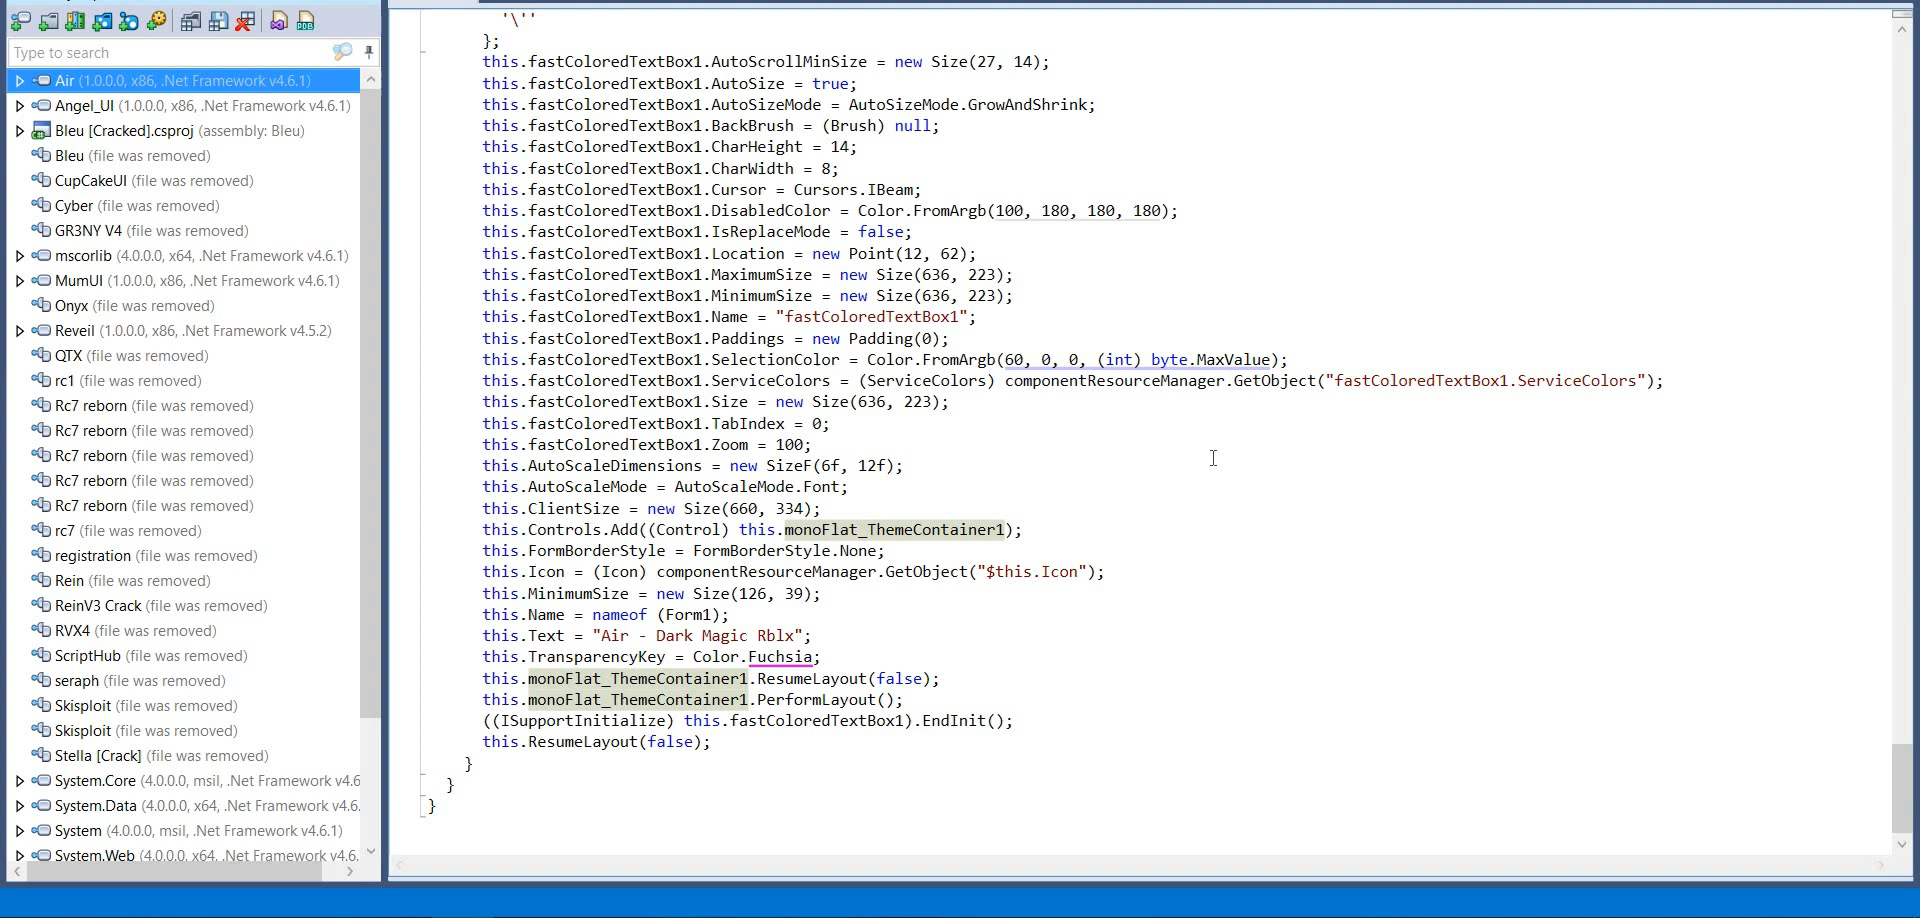 Type to search
Air (1.0.0.0, x86, .Net Framework v4.6.1)
Angel_UI (1.0.0.0, x86, .Net Framework v4.6.1)
Bleu [Cracked].csproj (assembly: Bleu)
Bleu (file was removed)
CupCakeUI (file was removed)
Cyber (file was removed)
GR3NY V4 (file was removed)
mscorlib (4.0.0.0, x64, .Net Framework v4.6.1)
MumUI (1.0.0.0, x86, .Net Framework v4.6.1)
Onyx (file was removed)
Reveil (1.0.0.0, x86, .Net Framework v4.5.2)
QTX (file was removed)
rc1 (file was removed)
Rc7 reborn (file was removed)
Rc7 reborn (file was removed)
Rc7 reborn (file was removed)
Rc7 reborn (file was removed)
Rc7 reborn (file was removed)
rc7 (file was removed)
registration (file was removed)
Rein (file was removed)
ReinV3 Crack (file was removed)
RVX4 (file was removed)
ScriptHub (file was removed)
seraph (file was removed)
Skisploit (file was removed)
Skisploit (file was removed)
Stella [Crack] (file was removed)
System.Core (4.0.0.0, msil, .Net Framework v4.6
System.Data (4.0.0.0, x64, .Net Framework v4.6.
System (4.0.0.0, msil, .Net Framework v4.6.1)
System.Web (4.0.0.0, x64, .Net Framework v4.6.
'\''
};
this.fastColoredTextBox1.AutoScrollMinSize = new Size(27, 14);
this.fastColoredTextBox1.AutoSize = true;
this.fastColoredTextBox1.AutoSizeMode = AutoSizeMode.GrowAndShrink;
this.fastColoredTextBox1.BackBrush = (Brush) null;
this.fastColoredTextBox1.CharHeight = 14;
this.fastColoredTextBox1.CharWidth = 8;
this.fastColoredTextBox1.Cursor = Cursors.IBeam;
this.fastColoredTextBox1.DisabledColor = Color.FromArgb(100, 180, 180, 180);
this.fastColoredTextBox1.IsReplaceMode = false;
this.fastColoredTextBox1.Location = new Point(12, 62);
this.fastColoredTextBox1.MaximumSize = new Size(636, 223);
this.fastColoredTextBox1.MinimumSize = new Size(636, 223);
this.fastColoredTextBox1.Name = "fastColoredTextBox1";
this.fastColoredTextBox1.Paddings = new Padding(0);
this.fastColoredTextBox1.SelectionColor = Color.FromArgb(60, 0, 0, (int) byte.MaxValue);
this.fastColoredTextBox1.ServiceColors = (ServiceColors) componentResourceManager.GetObject("fastColoredTextBox1.ServiceColors");
this.fastColoredTextBox1.Size = new Size(636, 223);
this.fastColoredTextBox1.TabIndex = 0;
this.fastColoredTextBox1.Zoom = 100;
this.AutoScaleDimensions = new SizeF(6f, 12f);
this.AutoScaleMode = AutoScaleMode.Font;
this.ClientSize = new Size(660, 334);
this.Controls.Add((Control) this.monoFlat_ThemeContainer1);
this.FormBorderStyle = FormBorderStyle.None;
this.Icon = (Icon) componentResourceManager.GetObject("$this.Icon");
this.MinimumSize = new Size(126, 39);
this.Name = nameof (Form1);
this.Text = "Air - Dark Magic Rblx";
this.TransparencyKey = Color.Fuchsia;
this.monoFlat_ThemeContainer1.ResumeLayout(false);
this.monoFlat_ThemeContainer1.PerformLayout();
((ISupportInitialize) this.fastColoredTextBox1).EndInit();
this.ResumeLayout(false);
}
}
}